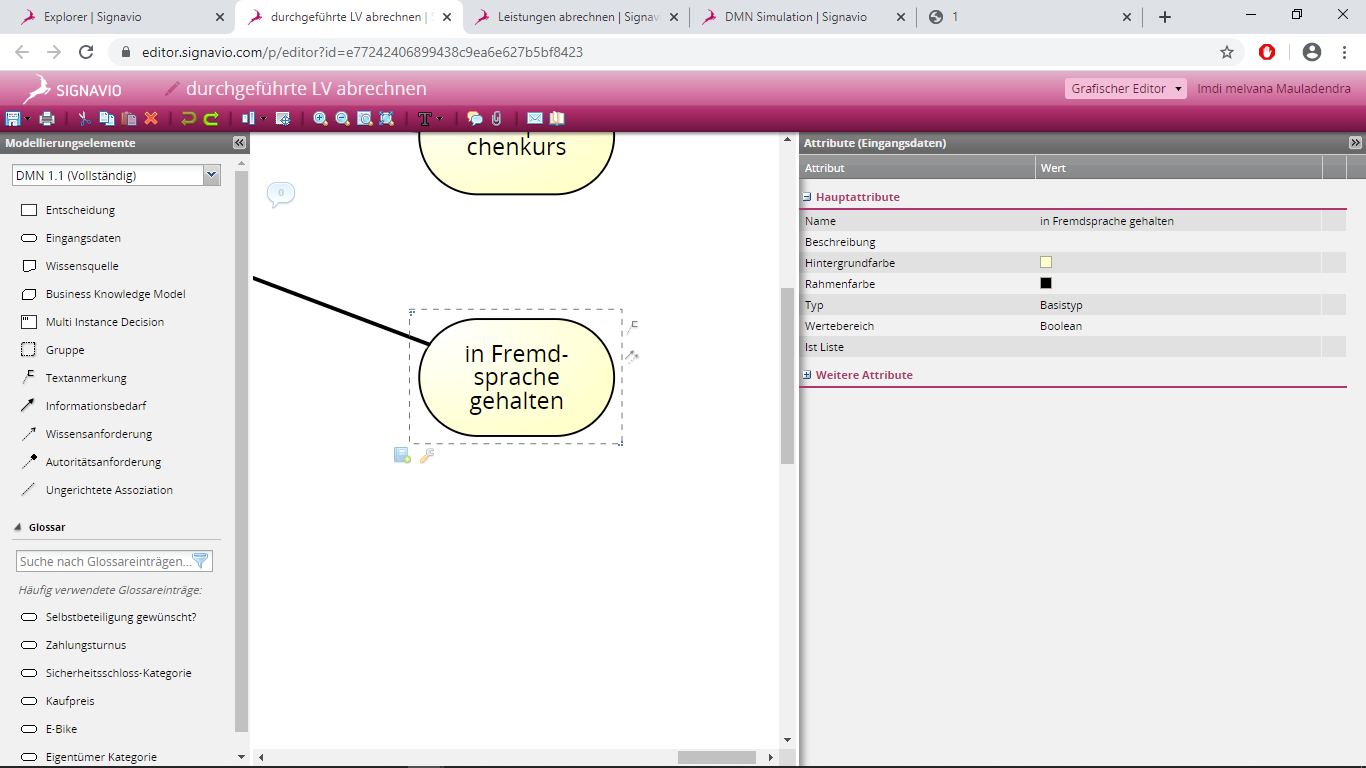 Explorer | Signavio
durchgeführte LV abrechnen |
Leistungen abrechnen | Signav
DMN Simulation | Signavio
1
editor.signavio.com/p/editor?id=e77242406899438c9ea6e627b5bf8423
SIGNAVIO
durchgeführte LV abrechnen
Grafischer Editor
Imdi melvana Mauladendra
Modellierungselemente
DMN 1.1 (Vollständig)
Entscheidung
Eingangsdaten
Wissensquelle
Business Knowledge Model
Multi Instance Decision
Gruppe
Textanmerkung
Informationsbedarf
Wissensanforderung
Autoritätsanforderung
Ungerichtete Assoziation
Glossar
Suche nach Glossareinträgen...
Häufig verwendete Glossareinträge:
Selbstbeteiligung gewünscht?
Zahlungsturnus
Sicherheitsschloss-Kategorie
Kaufpreis
E-Bike
Eigentümer Kategorie
chenkurs
0
in Fremd-
sprache
gehalten
Attribute (Eingangsdaten)
Attribut Wert
Hauptattribute
Name in Fremdsprache gehalten
Beschreibung
Hintergrundfarbe
Rahmenfarbe
Typ Basistyp
Wertebereich Boolean
Ist Liste
Weitere Attribute